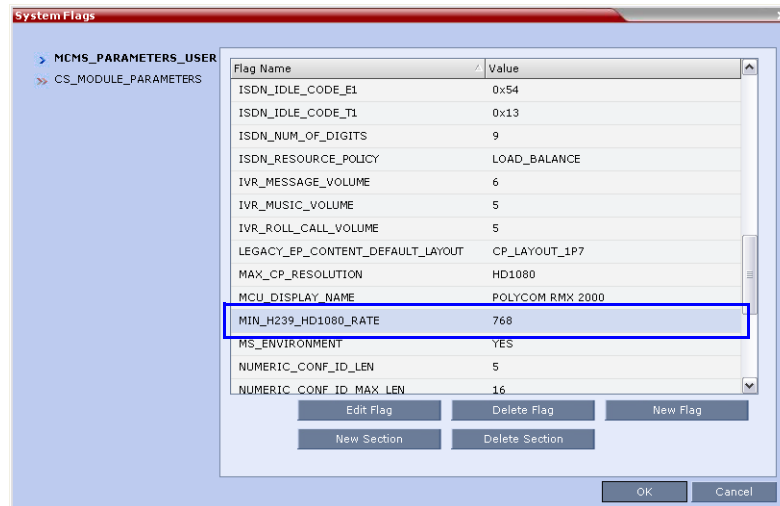 System Flags
MCMS_PARAMETERS_USER
CS_MODULE_PARAMETERS
Flag Name Value
ISDN_IDLE_CODE_E1 0x54
ISDN_IDLE_CODE_T1 0x13
ISDN_NUM_OF_DIGITS 9
ISDN_RESOURCE_POLICY LOAD_BALANCE
IVR_MESSAGE_VOLUME 6
IVR_MUSIC_VOLUME 5
IVR_ROLL_CALL_VOLUME 5
LEGACY_EP_CONTENT_DEFAULT_LAYOUT CP_LAYOUT_1P7
MAX_CP_RESOLUTION HD1080
MCU_DISPLAY_NAME POLYCOM RMX 2000
MIN_H239_HD1080_RATE 768
MS_ENVIRONMENT YES
NUMERIC_CONF_ID_LEN 5
NUMERIC_CONF_ID_MAX_LEN 16
Edit Flag Delete Flag New Flag
New Section Delete Section
OK Cancel